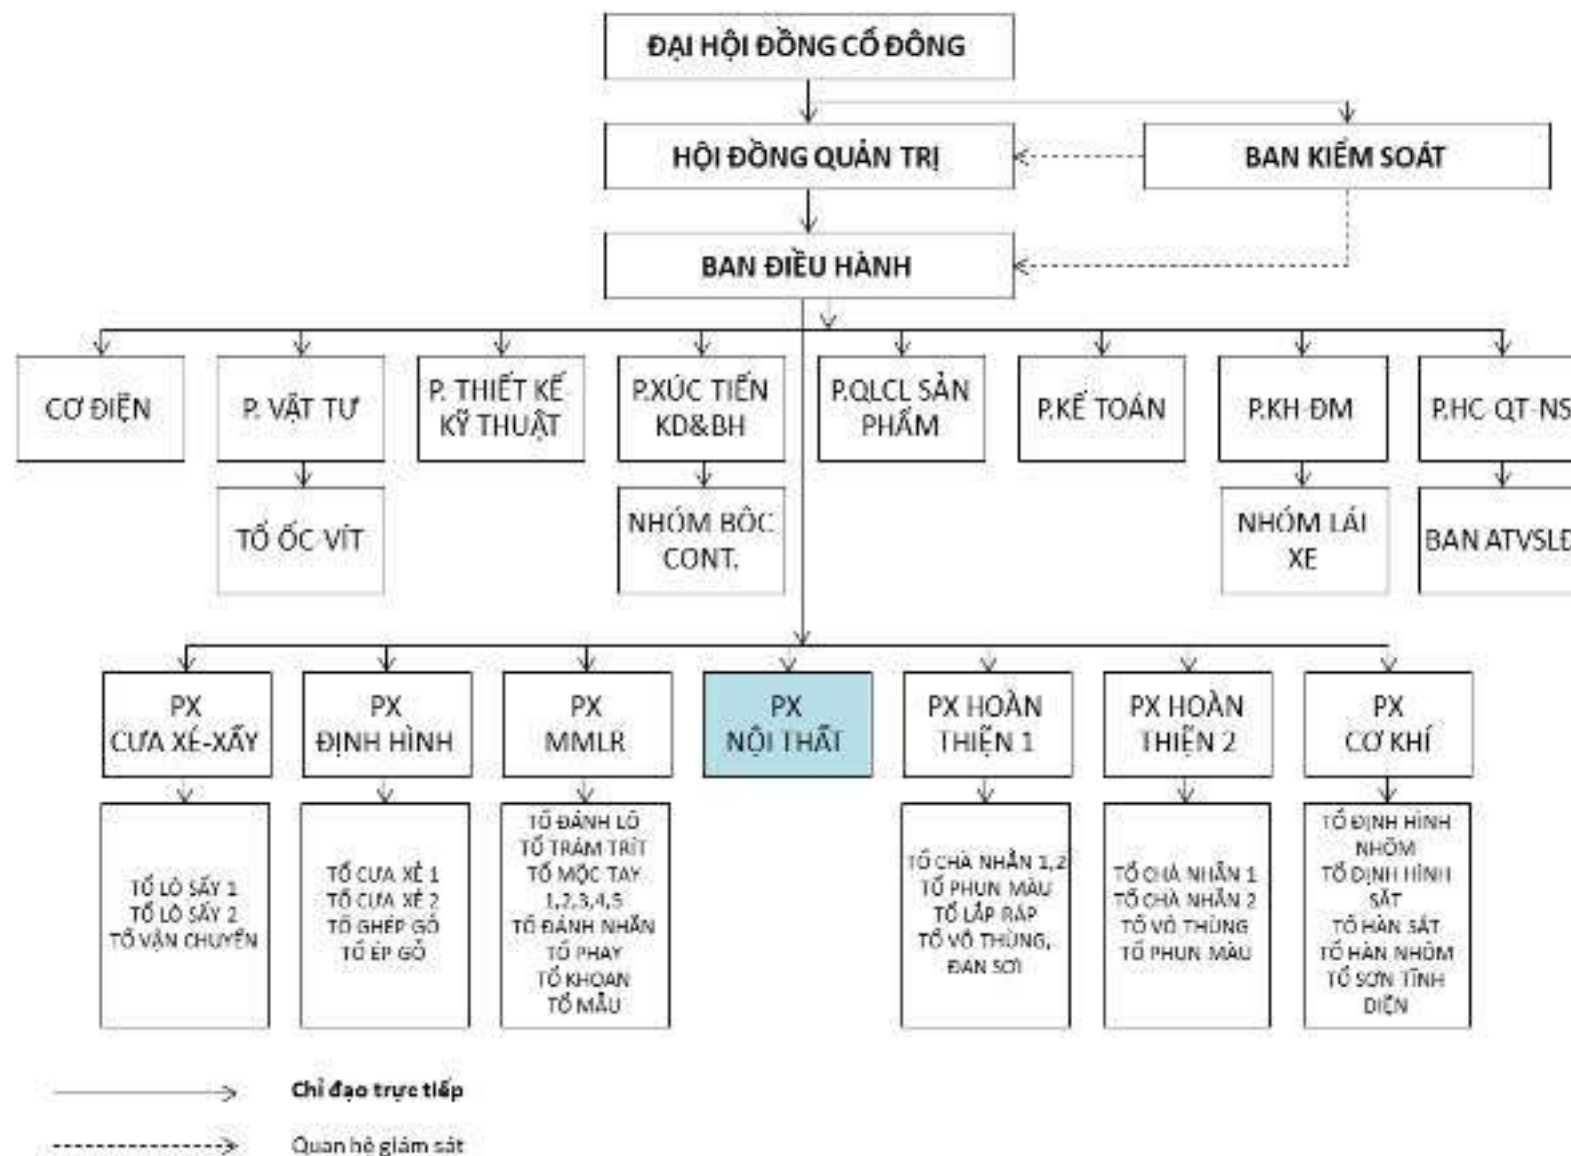 ĐẠI HỘI ĐỒNG CỔ ĐÔNG
HỘI ĐỒNG QUẢN TRỊ
BAN KIỂM SOÁT
BAN ĐIỀU HÀNH
CƠ ĐIỆN
P. VẬT TƯ
P. THIẾT KẾ
KỸ THUẬT
P.XÚC TIẾN
KD&BH
P.QLCL SẢN
PHẨM
P.KẾ TOÁN
P.KH-ĐM
P.HC-QT-NS
TỔ ỐC-VÍT
NHÓM BỐC
CONT.
NHÓM LÁI
XE
BAN ATVSLĐ
PX
CƯA XẺ-XẤY
PX
ĐỊNH HÌNH
PX
MMLR
PX
NỘI THẤT
PX HOÀN
THIỆN 1
PX HOÀN
THIỆN 2
PX
CƠ KHÍ
TỔ LÒ SẤY 1
TỔ LÒ SẤY 2
TỔ VẬN CHUYỂN
TỔ CƯA XẺ 1
TỔ CƯA XẺ 2
TỔ GHÉP GỖ
TỔ ÉP GỖ
TỔ ĐÁNH LÔ
TỔ TRÁM TRÍT
TỔ MỘC TAY
1,2,3,4,5
TỔ ĐÁNH NHẴN
TỔ PHAY
TỔ KHOAN
TỔ MẪU
TỔ CHÀ NHẴN 1,2
TỔ PHUN MÀU
TỔ LẮP RÁP
TỔ VÔ THÙNG,
ĐAN SỢI
TỔ CHÀ NHẴN 1
TỔ CHÀ NHẴN 2
TỔ VÔ THÙNG
TỔ PHUN MÀU
TỔ ĐỊNH HÌNH
NHÔM
TỔ ĐỊNH HÌNH
SẮT
TỔ HÀN SẮT
TỔ HÀN NHÔM
TỔ SƠN TĨNH
ĐIỆN
Chỉ đạo trực tiếp
Quan hệ giám sát